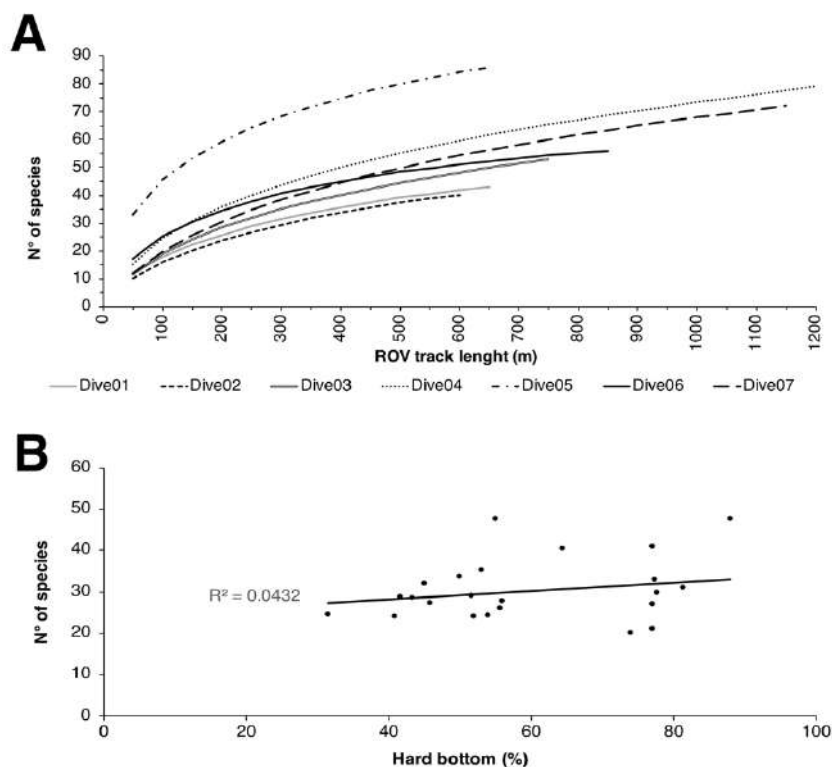 A
90
80
70
60
50
40
30
20
10
0
N° of species
0 100 200 300 400 500 600 700 800 900 1000 1100 1200
ROV track lenght (m)
Dive01 Dive02 Dive03 Dive04 Dive05 Dive06 Dive07
B
60
50
40
30
20
10
0
N° of species
R² = 0.0432
0 20 40 60 80 100
Hard bottom (%)